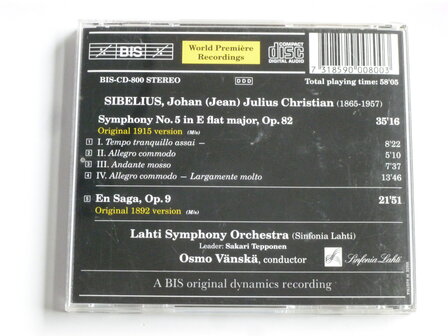 BIS
World Première
Recordings
COMPACT
disc
DIGITAL AUDIO
7 318590 008003
BIS-CD-800 STEREO
DDD
Total playing time: 58'05
SIBELIUS, Johan (Jean) Julius Christian (1865-1957)
Symphony No. 5 in E flat major, Op. 82 35'16
Original 1915 version (M/s)
1 I. Tempo tranquillo assai – 8'22
2 II. Allegro commodo 5'10
3 III. Andante mosso 7'37
4 IV. Allegro commodo – Largamente molto 13'46
5 En Saga, Op. 9 21'51
Original 1892 version (M/s)
Lahti Symphony Orchestra (Sinfonia Lahti)
Leader: Sakari Tepponen
Osmo Vänskä, conductor
Sinfonia Lahti
A BIS original dynamics recording